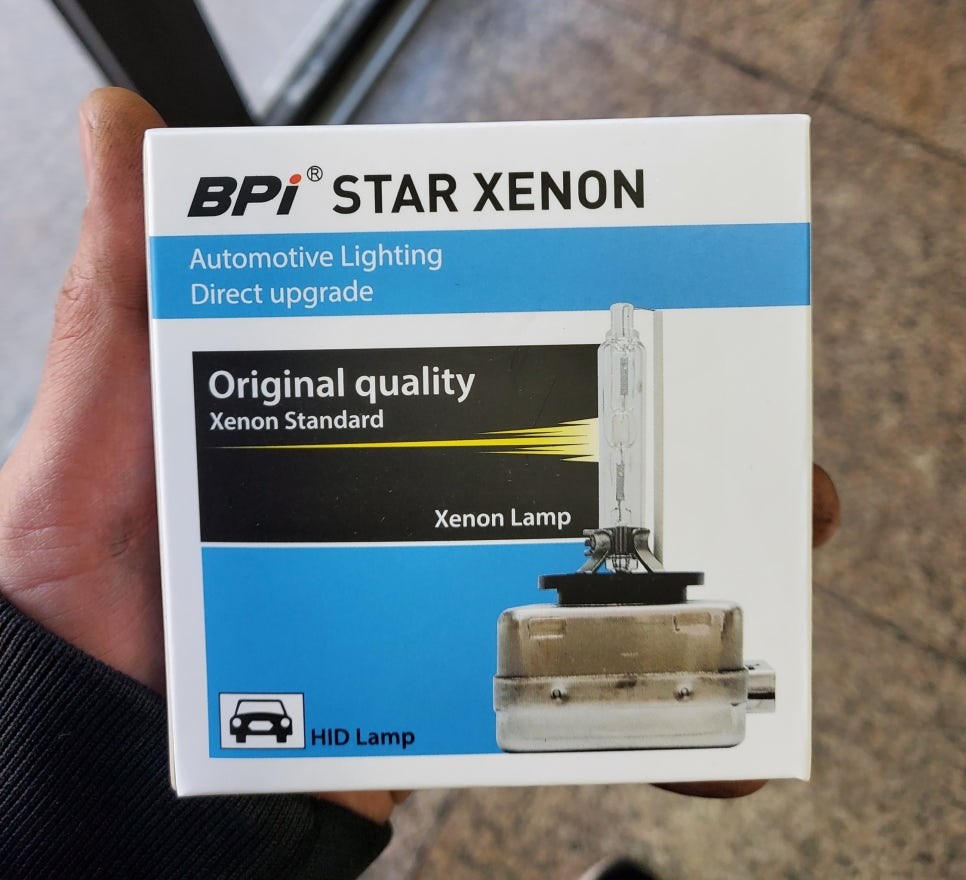 BPi® STAR XENON
Automotive Lighting
Direct upgrade
Original quality
Xenon Standard
Xenon Lamp
HID Lamp